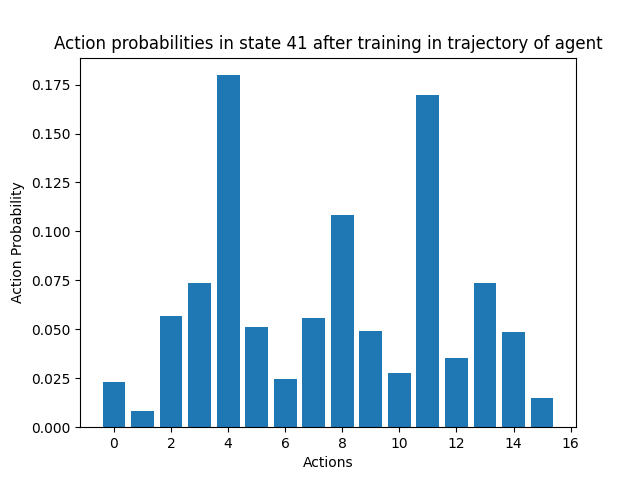 Action probabilities in state 41 after training in trajectory of agent
0.175
0.150
0.125
0.100
0.075
0.050
0.025
0.000
Action Probability
0 2 4 6 8 10 12 14 16
Actions